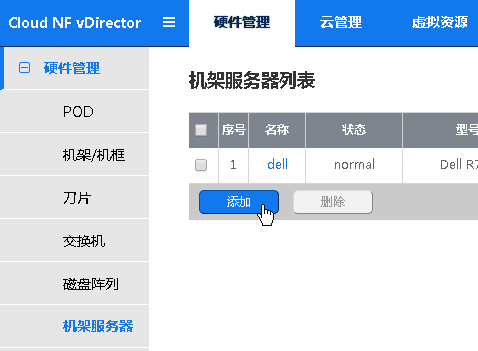 Cloud NF vDirector 硬件管理 云管理 虚拟资源
硬件管理
POD
机架/机框
刀片
交换机
磁盘阵列
机架服务器
机架服务器列表
序号 名称 状态 型号
1 dell normal Dell R7
添加 删除